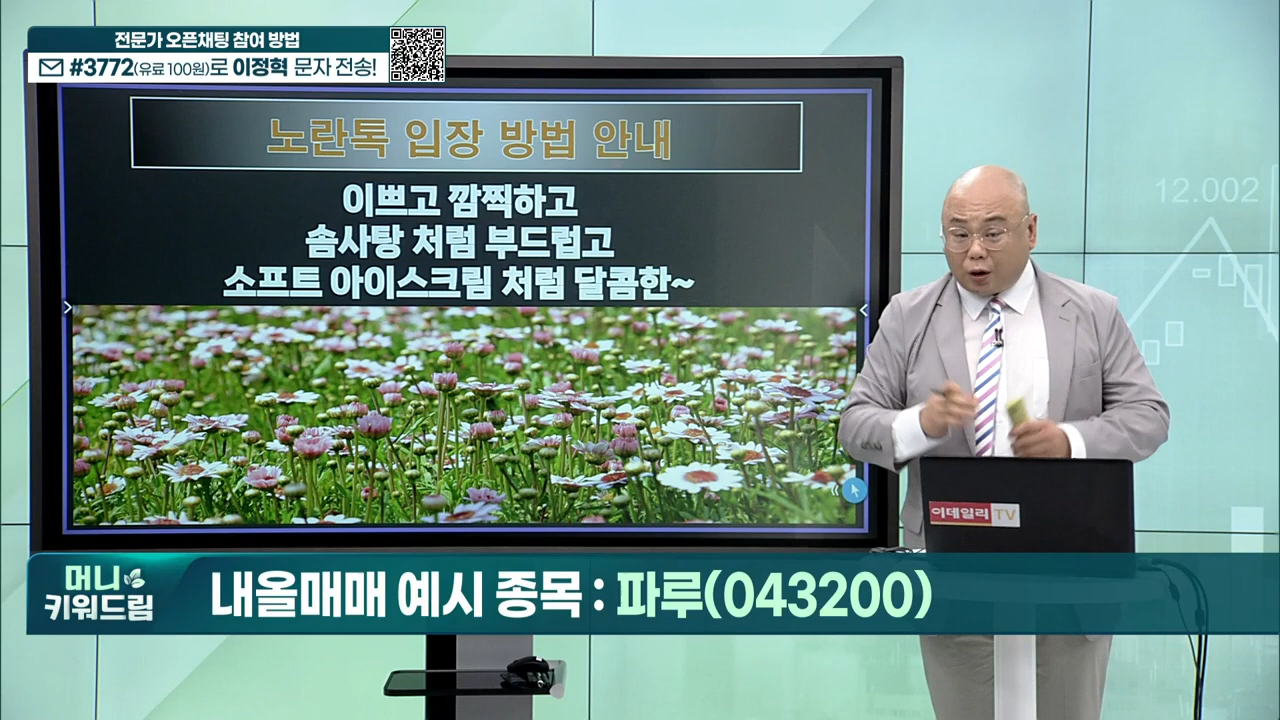 전문가 오픈채팅 참여 방법
#3772(유료 100원)로 이정혁 문자 전송!
노란톡 입장 방법 안내
이쁘고 깜찍하고
솜사탕 처럼 부드럽고
소프트 아이스크림 처럼 달콤한~
12.002
이데일리TV
머니
키워드림
내올매매 예시 종목 : 파루(043200)